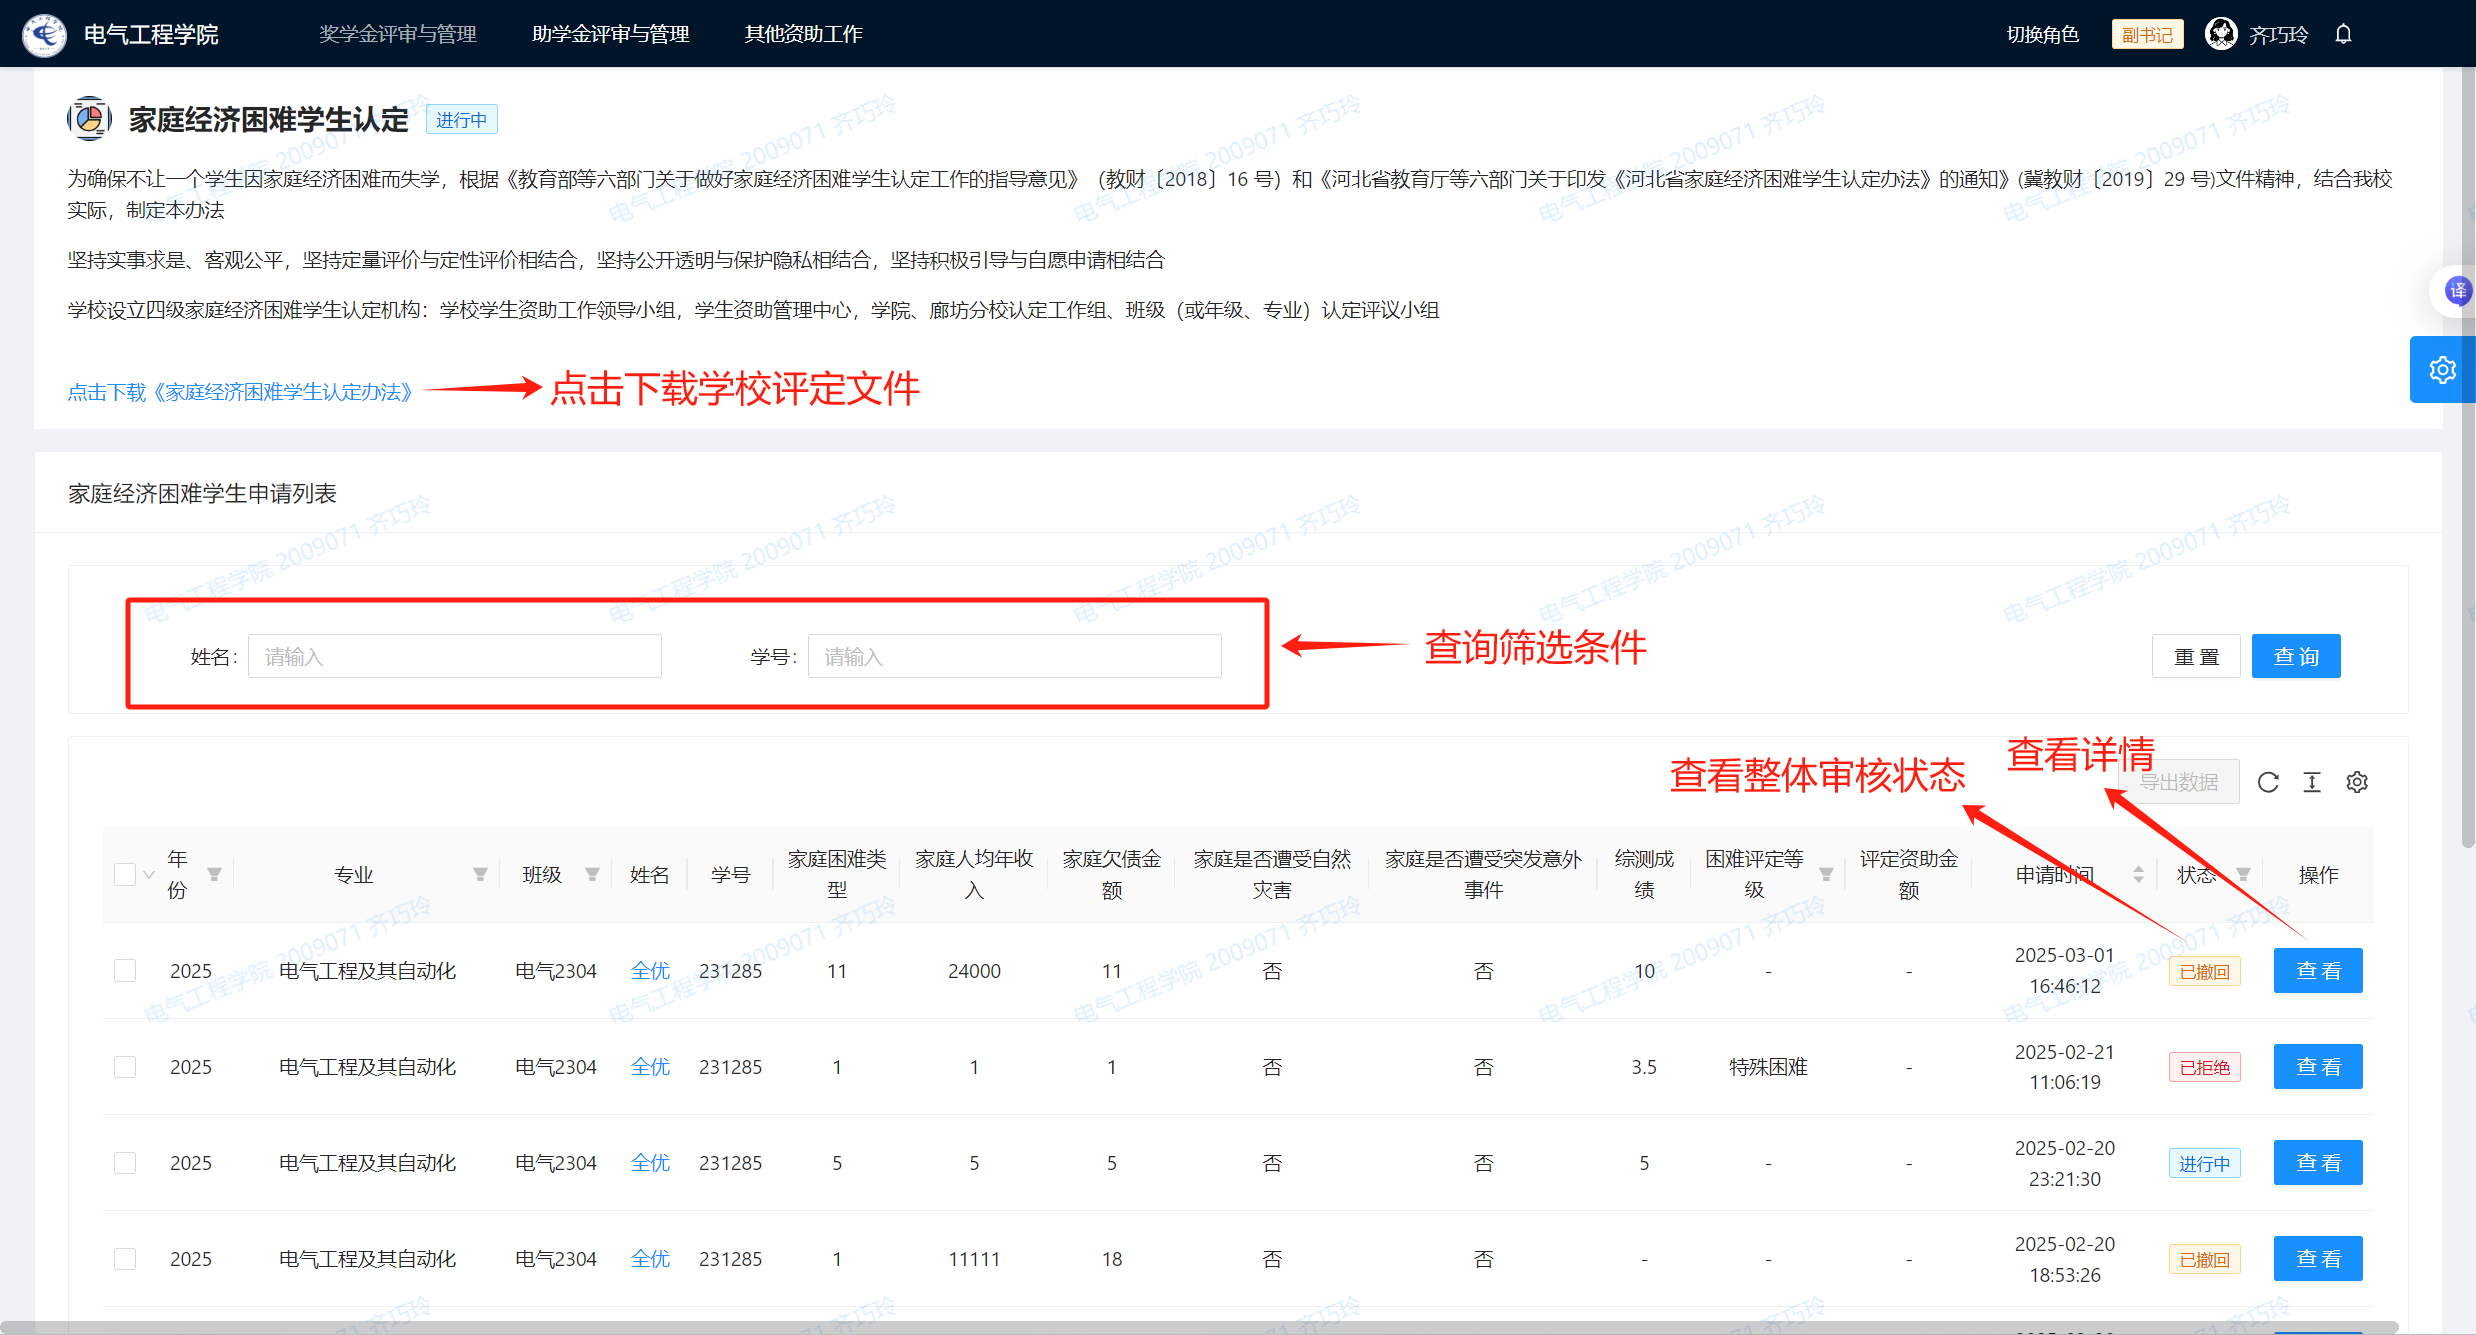 电气工程学院 奖学金评审与管理 助学金评审与管理 其他资助工作 切换角色 副书记 齐巧玲
家庭经济困难学生认定 进行中
为确保不让一个学生因家庭经济困难而失学，根据《教育部等六部门关于做好家庭经济困难学生认定工作的指导意见》（教财〔2018〕16 号）和《河北省教育厅等六部门关于印发《河北省家庭经济困难学生认定办法》的通知》(冀教财〔2019〕29 号)文件精神，结合我校
实际，制定本办法
坚持实事求是、客观公平，坚持定量评价与定性评价相结合，坚持公开透明与保护隐私相结合，坚持积极引导与自愿申请相结合
译
学校设立四级家庭经济困难学生认定机构：学校学生资助工作领导小组，学生资助管理中心，学院、廊坊分校认定工作组、班级（或年级、专业）认定评议小组
点击下载《家庭经济困难学生认定办法》 点击下载学校评定文件
家庭经济困难学生申请列表
姓名： 请输入 学号： 请输入 查询筛选条件 重 置 查 询
查看整体审核状态 查看详情
导出数据
年份 专业 班级 姓名 学号 家庭困难类型 家庭人均年收入 家庭欠债金额 家庭是否遭受自然灾害 家庭是否遭受突发意外事件 综测成绩 困难评定等级 评定资助金额 申请时间 状态 操作
2025 电气工程及其自动化 电气2304 全优 231285 11 24000 11 否 否 10 - - 2025-03-01 16:46:12 已撤回 查 看
2025 电气工程及其自动化 电气2304 全优 231285 1 1 1 否 否 3.5 特殊困难 - 2025-02-21 11:06:19 已拒绝 查 看
2025 电气工程及其自动化 电气2304 全优 231285 5 5 5 否 否 5 - - 2025-02-20 23:21:30 进行中 查 看
2025 电气工程及其自动化 电气2304 全优 231285 1 11111 18 否 否 - - - 2025-02-20 18:53:26 已撤回 查 看
电气工程学院 2009071 齐巧玲